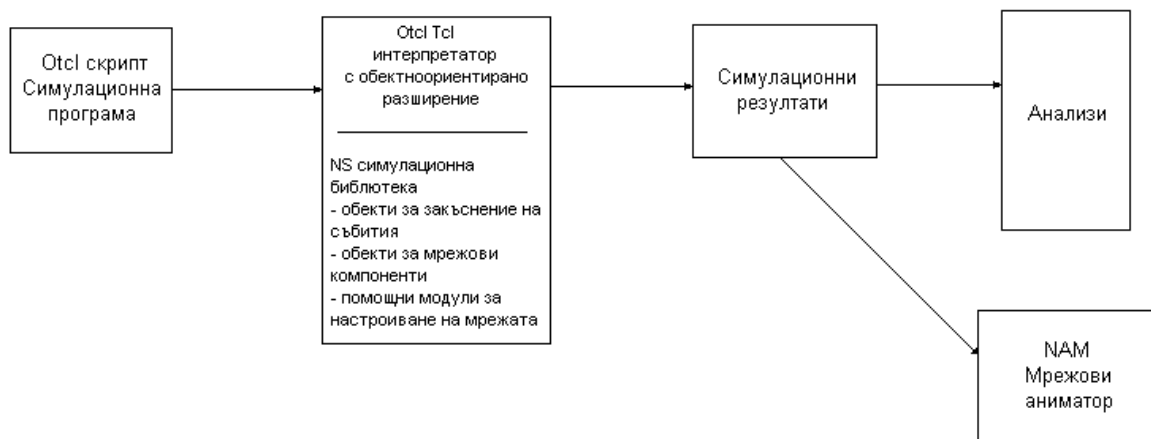 Otcl скрипт
Симулационна
програма
Otcl Tcl
интерпретатор
с обектноориентирано
разширение
NS симулационна
библютека
- обекти за закъснение на
събития
- обекти за мрежови
компоненти
- помощни модули за
настроиване на мрежата
Симулационни
резултати
Анализи
NAM
Мрежови
аниматор